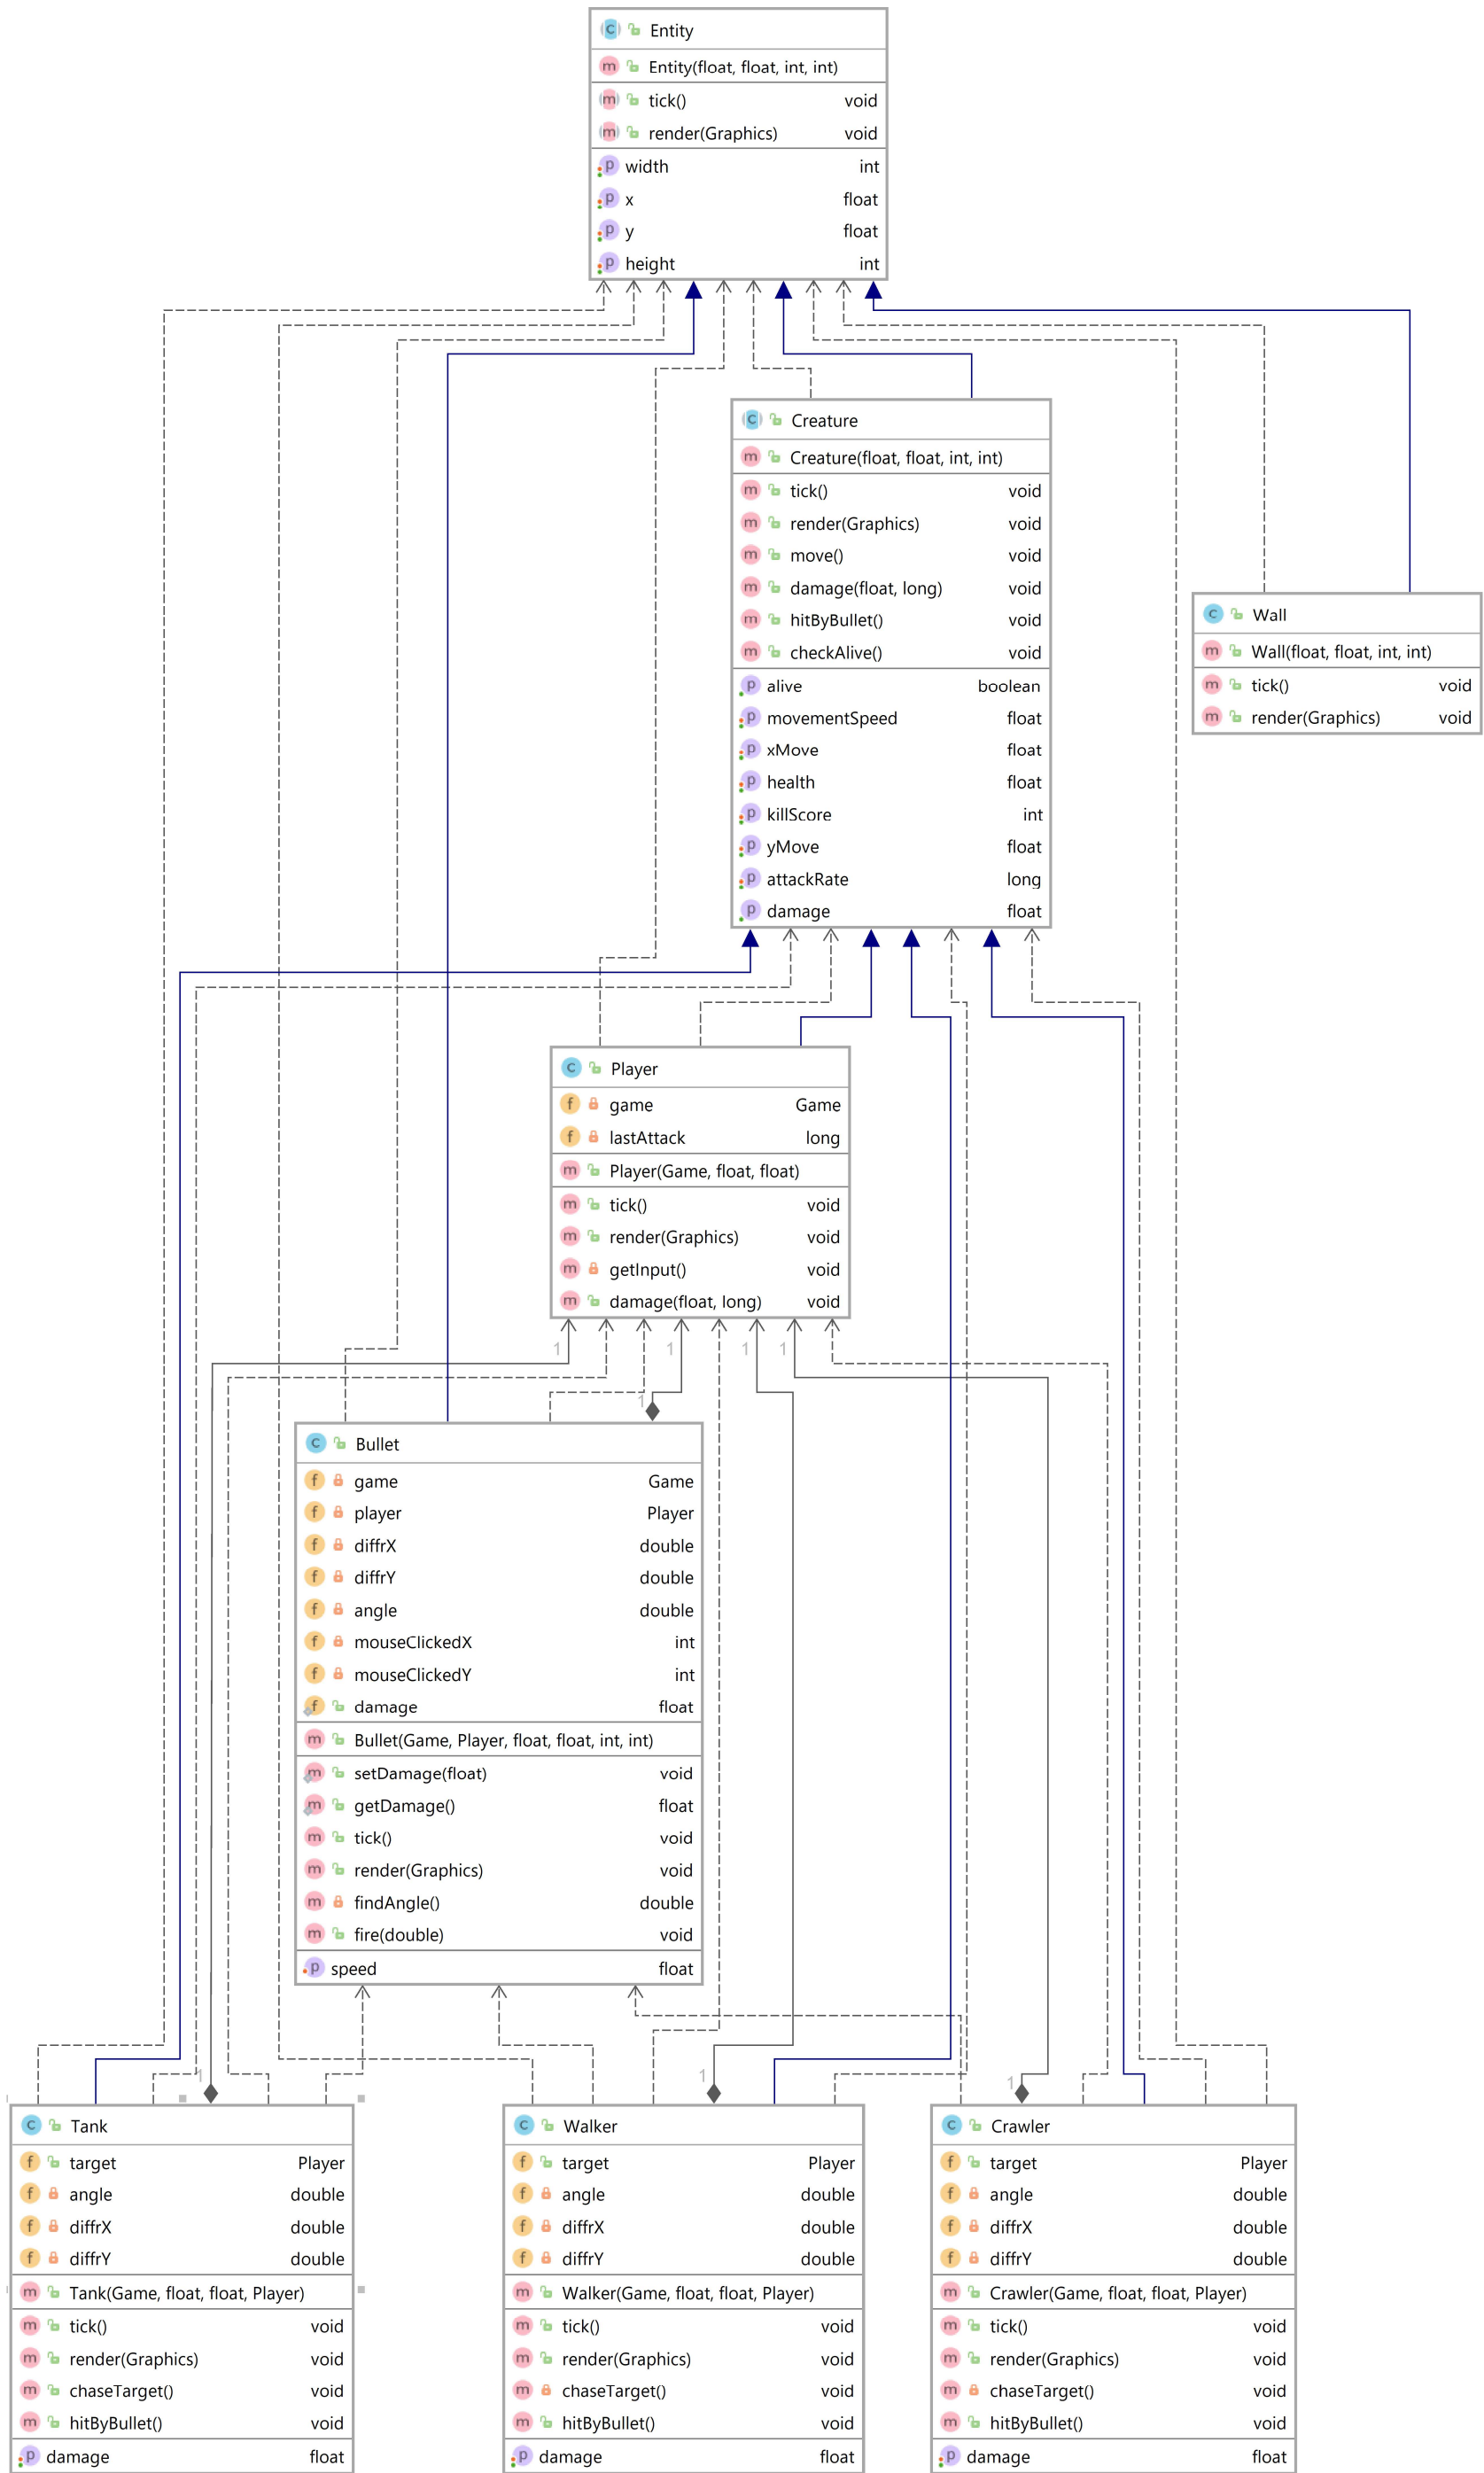 Entity
Entity(float, float, int, int)
tick() void
render(Graphics) void
width int
x float
y float
height int
Creature
Creature(float, float, int, int)
tick() void
render(Graphics) void
move() void
damage(float, long) void
hitByBullet() void
checkAlive() void
alive boolean
movementSpeed float
xMove float
health float
killScore int
yMove float
attackRate long
damage float
Wall
Wall(float, float, int, int)
tick() void
render(Graphics) void
Player
game Game
lastAttack long
Player(Game, float, float)
tick() void
render(Graphics) void
getInput() void
damage(float, long) void
1 1 1 1
1
Bullet
game Game
player Player
diffrX double
diffrY double
angle double
mouseClickedX int
mouseClickedY int
damage float
Bullet(Game, Player, float, float, int, int)
setDamage(float) void
getDamage() float
tick() void
render(Graphics) void
findAngle() double
fire(double) void
speed float
1 1 1
Tank
target Player
angle double
diffrX double
diffrY double
Tank(Game, float, float, Player)
tick() void
render(Graphics) void
chaseTarget() void
hitByBullet() void
damage float
Walker
target Player
angle double
diffrX double
diffrY double
Walker(Game, float, float, Player)
tick() void
render(Graphics) void
chaseTarget() void
hitByBullet() void
damage float
Crawler
target Player
angle double
diffrX double
diffrY double
Crawler(Game, float, float, Player)
tick() void
render(Graphics) void
chaseTarget() void
hitByBullet() void
damage float